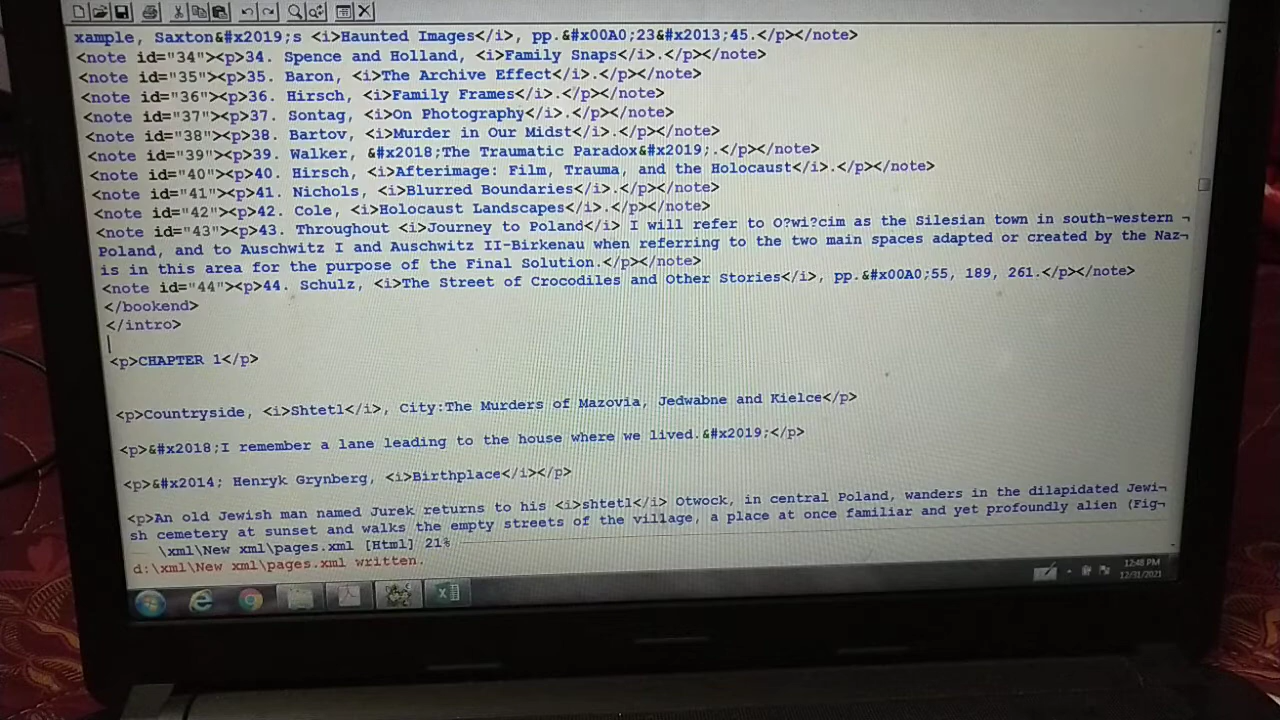 xample, Saxton&#x2019;s <i>Haunted Images</i>, pp.&#x00A0;23&#x2013;45.</p></note>
<note id="34"><p>34. Spence and Holland, <i>Family Snaps</i>.</p></note>
<note id="35"><p>35. Baron, <i>The Archive Effect</i>.</p></note>
<note id="36"><p>36. Hirsch, <i>Family Frames</i>.</p></note>
<note id="37"><p>37. Sontag, <i>On Photography</i>.</p></note>
<note id="38"><p>38. Bartov, <i>Murder in Our Midst</i>.</p></note>
<note id="39"><p>39. Walker, &#x2018;The Traumatic Paradox&#x2019;.</p></note>
<note id="40"><p>40. Hirsch, <i>Afterimage: Film, Trauma, and the Holocaust</i>.</p></note>
<note id="41"><p>41. Nichols, <i>Blurred Boundaries</i>.</p></note>
<note id="42"><p>42. Cole, <i>Holocaust Landscapes</i>.</p></note>
<note id="43"><p>43. Throughout <i>Journey to Poland</i> I will refer to O?wi?cim as the Silesian town in south-western ¬
Poland, and to Auschwitz I and Auschwitz II-Birkenau when referring to the two main spaces adapted or created by the Naz¬
is in this area for the purpose of the Final Solution.</p></note>
<note id="44"><p>44. Schulz, <i>The Street of Crocodiles and Other Stories</i>, pp.&#x00A0;55, 189, 261.</p></note>
</bookend>
</intro>
<p>CHAPTER 1</p>
<p>Countryside, <i>Shtetl</i>, City:The Murders of Mazovia, Jedwabne and Kielce</p>
<p>&#x2018;I remember a lane leading to the house where we lived.&#x2019;</p>
<p>&#x2014; Henryk Grynberg, <i>Birthplace</i></p>
<p>An old Jewish man named Jurek returns to his <i>shtetl</i> Otwock, in central Poland, wanders in the dilapidated Jewi¬
sh cemetery at sunset and walks the empty streets of the village, a place at once familiar and yet profoundly alien (Fig¬
\xml\New xml\pages.xml [Html] 21%
d:\xml\New xml\pages.xml written.
12:48 PM
12/31/2021